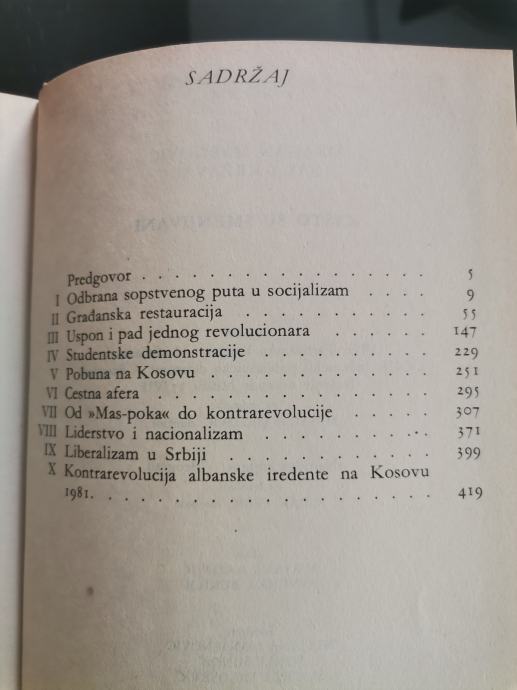 SADRŽAJ
Predgovor . . . . . . . . . . . . . . . . 5
I Odbrana sopstvenog puta u socijalizam . . . . 9
II Građanska restauracija . . . . . . . . . . 55
III Uspon i pad jednog revolucionara . . . . . . 147
IV Studentske demonstracije . . . . . . . . . 229
V Pobuna na Kosovu . . . . . . . . . . . 251
VI Cestna afera . . . . . . . . . . . . . . 295
VII Od »Mas-poka« do kontrarevolucije . . . . . 307
VIII Liderstvo i nacionalizam . . . . . . . . . 371
IX Liberalizam u Srbiji . . . . . . . . . . 399
X Kontrarevolucija albanske iredente na Kosovu
1981. . . . . . . . . . . . . . . . . . 419